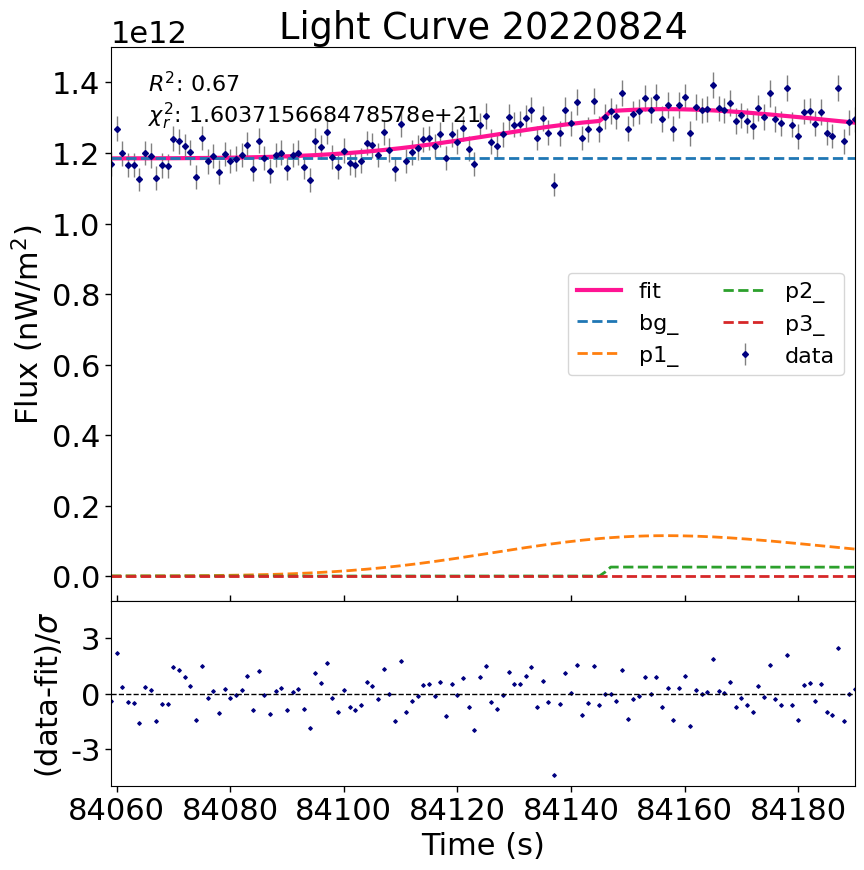 Light Curve 20220824
1e12
R²: 0.67
χ²ᵣ: 1.603715668478578e+21
1.4
1.2
1.0
0.8
0.6
0.4
0.2
0.0
Flux (nW/m²)
fit
bg_
p1_
p2_
p3_
data
3
0
-3
(data-fit)/σ
84060 84080 84100 84120 84140 84160 84180
Time (s)